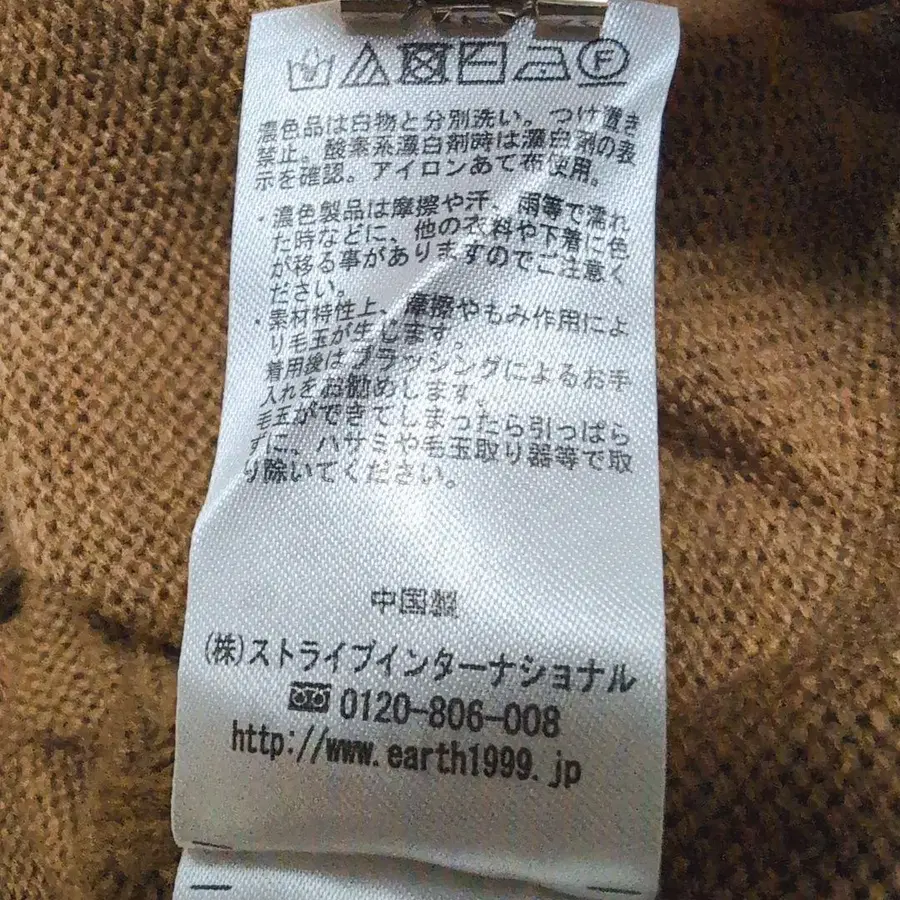 F
濃色品は白物と分別洗い。つけ置き
禁止。酸素系漂白剤時は漂白剤の表
示を確認。アイロンあて布使用。
・濃色製品は摩擦や汗、雨等で濡れ
た時などに、他の衣料や下着に色
が移る事がありますのでご注意く
ださい。
・素材特性上、摩擦やもみ作用によ
り毛玉が生じます。
着用後はブラッシングによるお手
入れをお勧めします。
毛玉ができてしまったら引っぱら
ずに、ハサミや毛玉取り器等で取
り除いてください。
中国製
(株)ストライプインターナショナル
0120-806-008
http://www.earth1999.jp